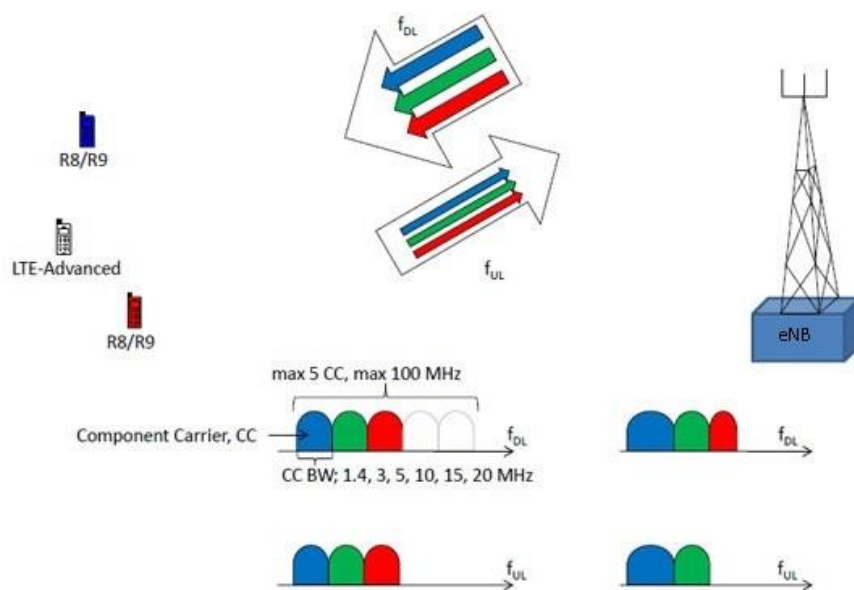 f_DL
R8/R9
LTE-Advanced
f_UL
R8/R9
eNB
max 5 CC, max 100 MHz
Component Carrier, CC
f_DL
f_DL
CC BW; 1.4, 3, 5, 10, 15, 20 MHz
f_UL
f_UL